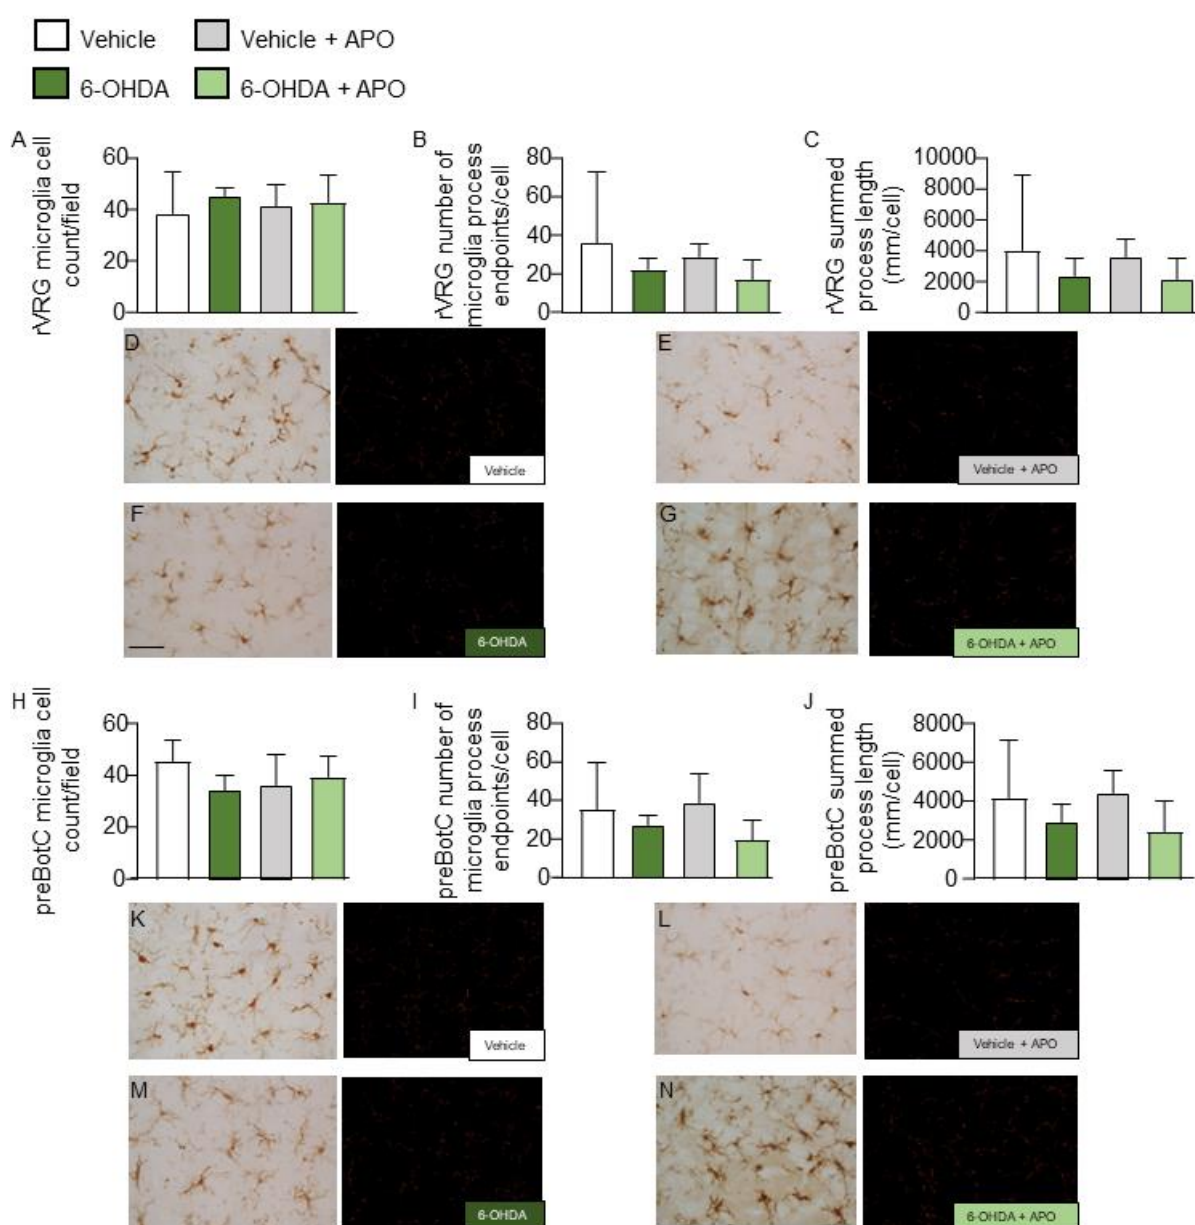 Vehicle
Vehicle + APO
6-OHDA
6-OHDA + APO
A
rVRG microglia cell
count/field
60
40
20
0
B
rVRG number of
microglia process
endpoints/cell
80
60
40
20
0
C
rVRG summed
process length
(mm/cell)
10000
8000
6000
4000
2000
0
D
Vehicle
E
Vehicle + APO
F
6-OHDA
G
6-OHDA + APO
H
preBotC microglia cell
count/field
60
40
20
0
I
preBotC number of
microglia process
endpoints/cell
80
60
40
20
0
J
preBotC summed
process length
(mm/cell)
8000
6000
4000
2000
0
K
Vehicle
L
Vehicle + APO
M
6-OHDA
N
6-OHDA + APO